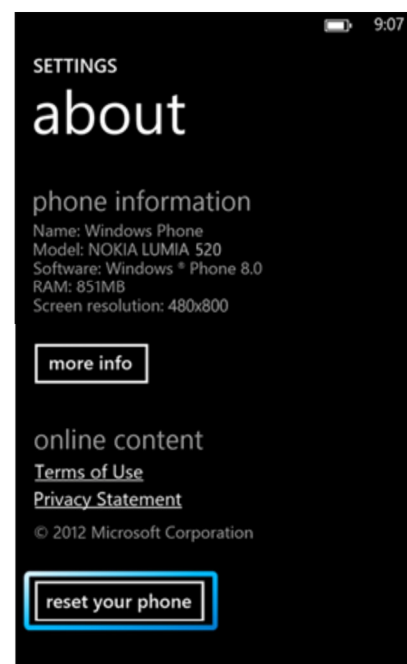 9:07
SETTINGS
about
phone information
Name: Windows Phone
Model: NOKIA LUMIA 520
Software: Windows ® Phone 8.0
RAM: 851MB
Screen resolution: 480x800
more info
online content
Terms of Use
Privacy Statement
© 2012 Microsoft Corporation
reset your phone